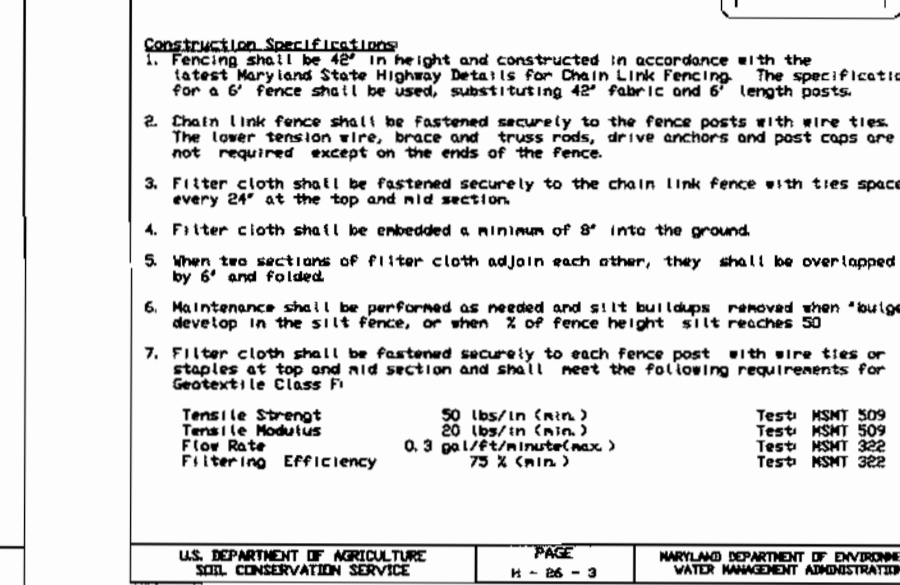 Construction Specifications
1. Fencing shall be 42" in height and constructed in accordance with the
latest Maryland State Highway Details for Chain Link Fencing. The specificatio
for a 6' fence shall be used, substituting 42" fabric and 6' length posts.
2. Chain link fence shall be fastened securely to the fence posts with wire ties.
The lower tension wire, brace and truss rods, drive anchors and post caps are
not required except on the ends of the fence.
3. Filter cloth shall be fastened securely to the chain link fence with ties space
every 24" at the top and mid section.
4. Filter cloth shall be embedded a minimum of 8" into the ground.
5. When two sections of filter cloth adjoin each other, they shall be overlapped
by 6" and folded.
6. Maintenance shall be performed as needed and silt buildups removed when "bulge
develop in the silt fence, or when % of fence height silt reaches 50
7. Filter cloth shall be fastened securely to each fence post with wire ties or
staples at top and mid section and shall meet the following requirements for
Geotextile Class F:
Tensile Strengt 50 lbs/in (min.) Test: MSMT 509
Tensile Modulus 20 lbs/in (min.) Test: MSMT 509
Flow Rate 0.3 gal/ft/minute(max.) Test: MSMT 322
Filtering Efficiency 75 % (min.) Test: MSMT 322
U.S. DEPARTMENT OF AGRICULTURE
SOIL CONSERVATION SERVICE
PAGE
H - 26 - 3
MARYLAND DEPARTMENT OF ENVIRONME
WATER MANAGEMENT ADMINISTRATION